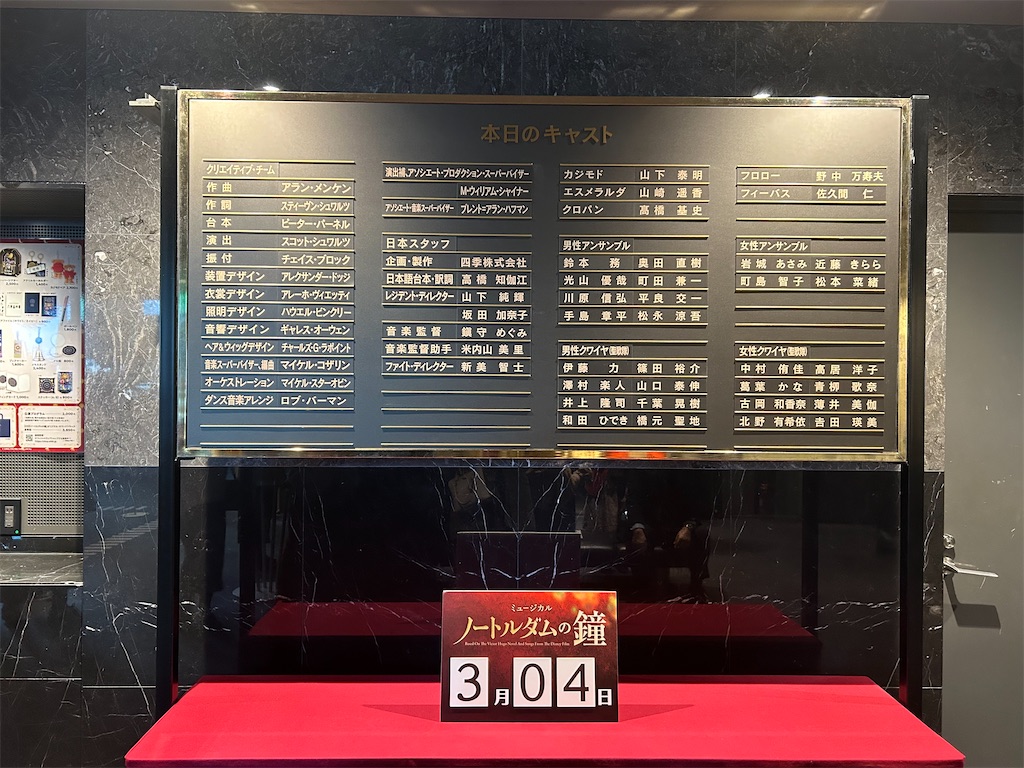 本日のキャスト
クリエイティブ・チーム
作曲 アラン・メンケン
作詞 スティーヴン・シュワルツ
台本 ピーター・パーネル
演出 スコット・シュワルツ
振付 チェイス・ブロック
装置デザイン アレクサンダー・ドッジ
衣裳デザイン アレーホ・ヴィエッティ
照明デザイン ハウエル・ビンクリー
音響デザイン ギャレス・オーウェン
ヘア&ウィッグデザイン チャールズ・G・ラポイント
音楽スーパーバイザー、編曲 マイケル・コザリン
オーケストレーション マイケル・スターオビン
ダンス音楽アレンジ ロブ・バーマン
演出補、アソシエート・プロダクション・スーパーバイザー
M・ウィリアム・シャイナー
アソシエート・音楽スーパーバイザー ブレント=アラン・ハフマン
日本スタッフ
企画・製作 四季株式会社
日本語台本・訳詞 高橋 知伽江
レジデント・ディレクター 山下 純輝
坂田 加奈子
音楽監督 鎭守 めぐみ
音楽監督助手 米内山 美里
ファイト・ディレクター 新美 智士
カジモド 山下 泰明
エスメラルダ 山崎 遥香
クロパン 高橋 基史
男性アンサンブル
鈴本 務 奥田 直樹
光山 優哉 町田 兼一
川原 信弘 平良 交一
手島 章平 松永 涼吾
男性クワイヤ(聖歌隊)
伊藤 力 篠田 裕介
澤村 楽人 山口 泰伸
井上 隆司 千葉 晃樹
和田 ひでき 橋元 聖地
フロロー 野中 万寿夫
フィーバス 佐久間 仁
女性アンサンブル
岩城 あさみ 近藤 きらら
町島 智子 松本 菜緒
女性クワイヤ(聖歌隊)
中村 侑佳 高居 洋子
葛葉 かな 青柳 歌奈
古岡 和香奈 薄井 美伽
北野 有希依 吉田 瑛美
ミュージカル
ノートルダムの鐘
Based On The Victor Hugo Novel And Songs From The Disney Film
3月04日